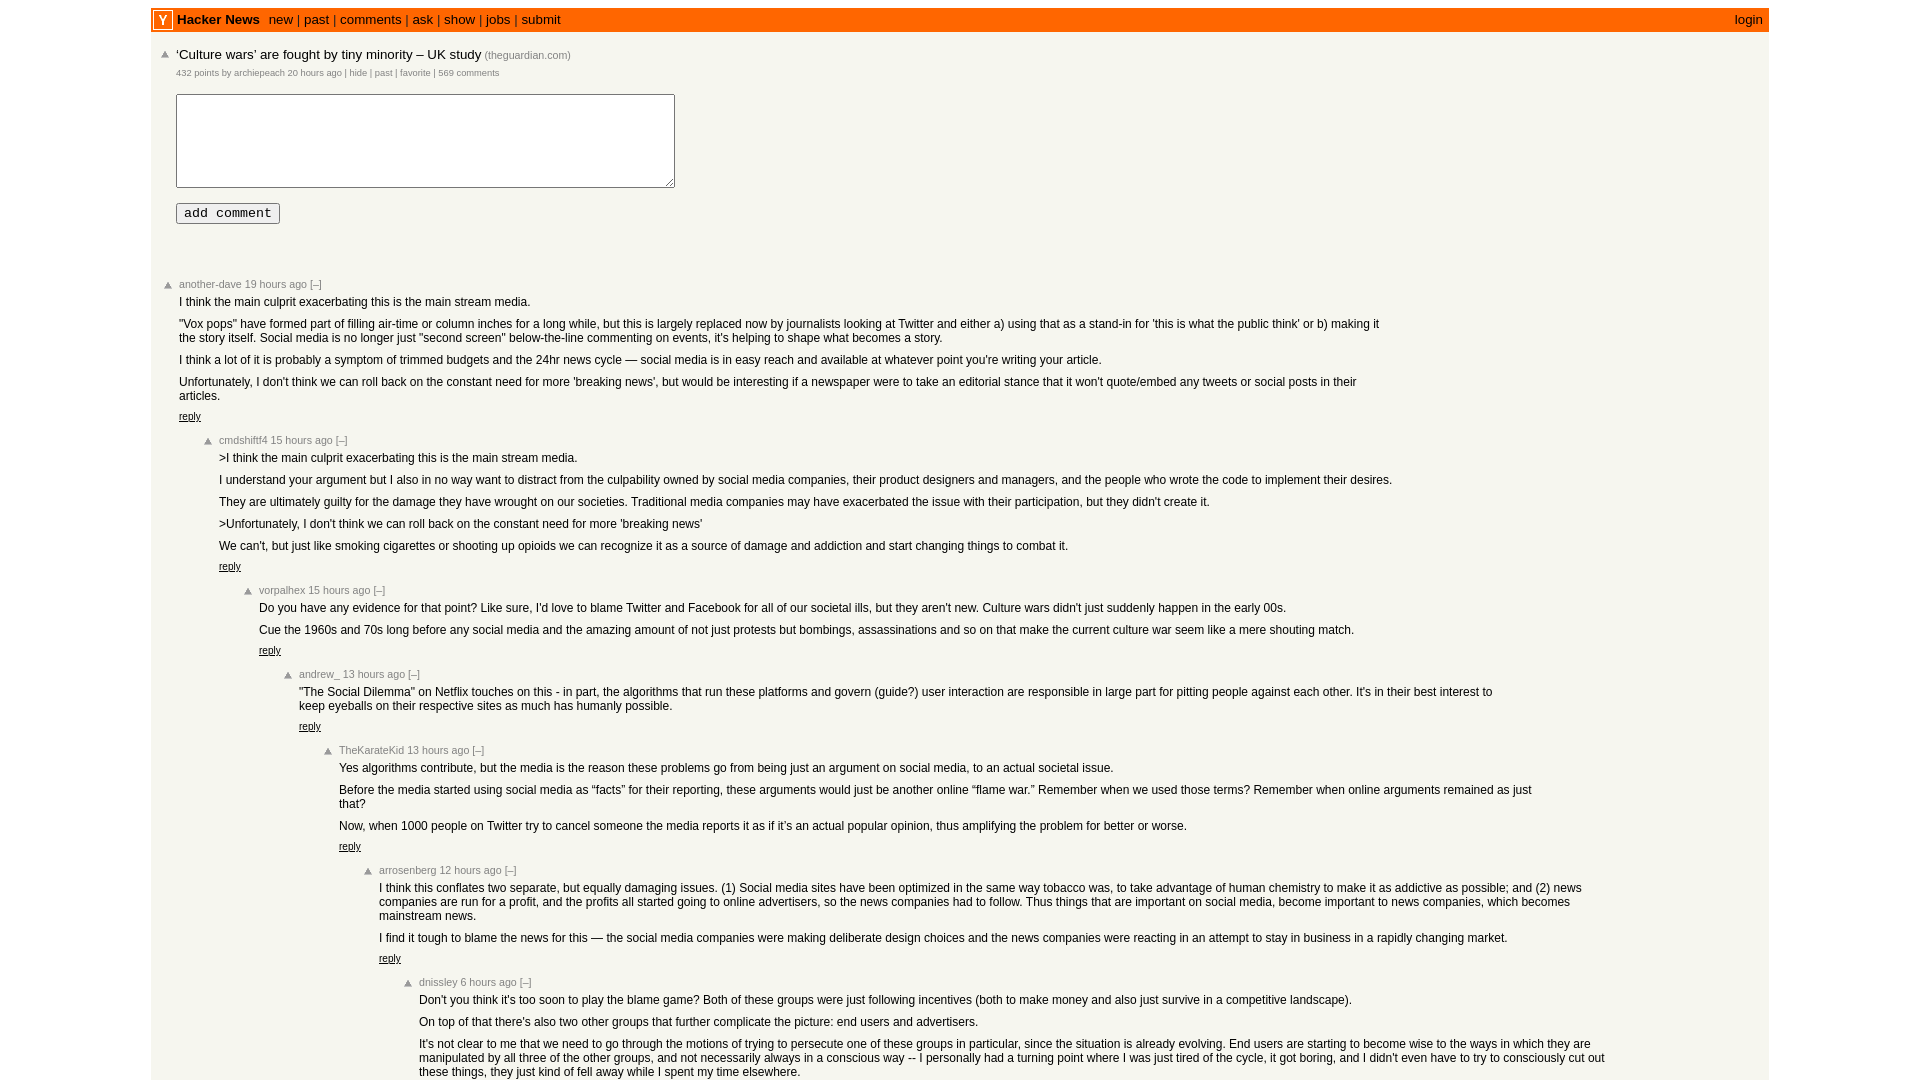 Y Hacker News new | past | comments | ask | show | jobs | submit login
‘Culture wars’ are fought by tiny minority – UK study (theguardian.com)
432 points by archiepeach 20 hours ago | hide | past | favorite | 569 comments
add comment
another-dave 19 hours ago [–]
I think the main culprit exacerbating this is the main stream media.
"Vox pops" have formed part of filling air-time or column inches for a long while, but this is largely replaced now by journalists looking at Twitter and either a) using that as a stand-in for 'this is what the public think' or b) making it
the story itself. Social media is no longer just "second screen" below-the-line commenting on events, it's helping to shape what becomes a story.
I think a lot of it is probably a symptom of trimmed budgets and the 24hr news cycle — social media is in easy reach and available at whatever point you're writing your article.
Unfortunately, I don't think we can roll back on the constant need for more 'breaking news', but would be interesting if a newspaper were to take an editorial stance that it won't quote/embed any tweets or social posts in their
articles.
reply
cmdshiftf4 15 hours ago [–]
>I think the main culprit exacerbating this is the main stream media.
I understand your argument but I also in no way want to distract from the culpability owned by social media companies, their product designers and managers, and the people who wrote the code to implement their desires.
They are ultimately guilty for the damage they have wrought on our societies. Traditional media companies may have exacerbated the issue with their participation, but they didn't create it.
>Unfortunately, I don't think we can roll back on the constant need for more 'breaking news'
We can't, but just like smoking cigarettes or shooting up opioids we can recognize it as a source of damage and addiction and start changing things to combat it.
reply
vorpalhex 15 hours ago [–]
Do you have any evidence for that point? Like sure, I'd love to blame Twitter and Facebook for all of our societal ills, but they aren't new. Culture wars didn't just suddenly happen in the early 00s.
Cue the 1960s and 70s long before any social media and the amazing amount of not just protests but bombings, assassinations and so on that make the current culture war seem like a mere shouting match.
reply
andrew_ 13 hours ago [–]
"The Social Dilemma" on Netflix touches on this - in part, the algorithms that run these platforms and govern (guide?) user interaction are responsible in large part for pitting people against each other. It's in their best interest to
keep eyeballs on their respective sites as much has humanly possible.
reply
TheKarateKid 13 hours ago [–]
Yes algorithms contribute, but the media is the reason these problems go from being just an argument on social media, to an actual societal issue.
Before the media started using social media as “facts” for their reporting, these arguments would just be another online “flame war.” Remember when we used those terms? Remember when online arguments remained as just
that?
Now, when 1000 people on Twitter try to cancel someone the media reports it as if it’s an actual popular opinion, thus amplifying the problem for better or worse.
reply
arrosenberg 12 hours ago [–]
I think this conflates two separate, but equally damaging issues. (1) Social media sites have been optimized in the same way tobacco was, to take advantage of human chemistry to make it as addictive as possible; and (2) news
companies are run for a profit, and the profits all started going to online advertisers, so the news companies had to follow. Thus things that are important on social media, become important to news companies, which becomes
mainstream news.
I find it tough to blame the news for this — the social media companies were making deliberate design choices and the news companies were reacting in an attempt to stay in business in a rapidly changing market.
reply
dnissley 6 hours ago [–]
Don't you think it's too soon to play the blame game? Both of these groups were just following incentives (both to make money and also just survive in a competitive landscape).
On top of that there's also two other groups that further complicate the picture: end users and advertisers.
It's not clear to me that we need to go through the motions of trying to persecute one of these groups in particular, since the situation is already evolving. End users are starting to become wise to the ways in which they are
manipulated by all three of the other groups, and not necessarily always in a conscious way -- I personally had a turning point where I was just tired of the cycle, it got boring, and I didn't even have to try to consciously cut out
these things, they just kind of fell away while I spent my time elsewhere.